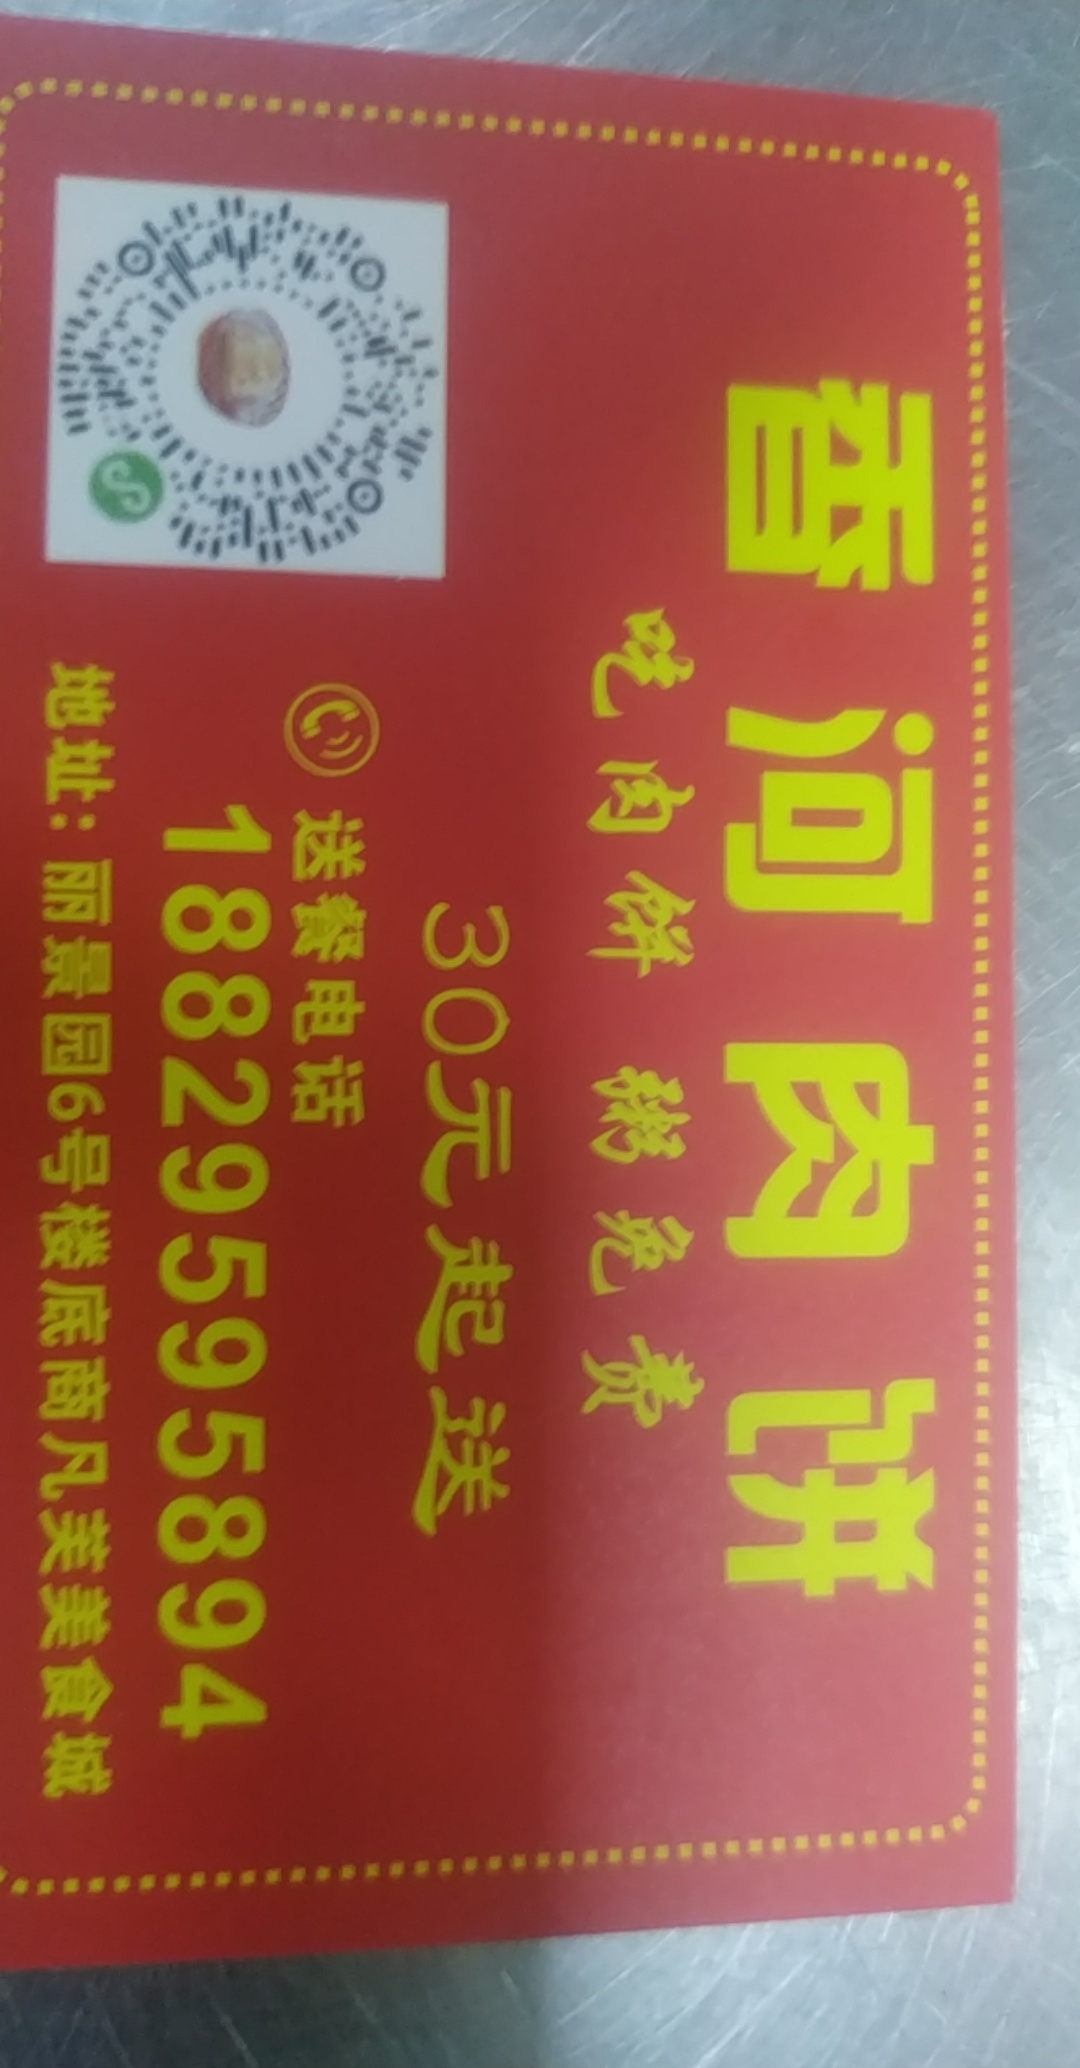 香河肉饼
吃肉饼 粥免费
30元起送
送餐电话
18829595894
地址：丽景园6号楼底商凡芙美食城